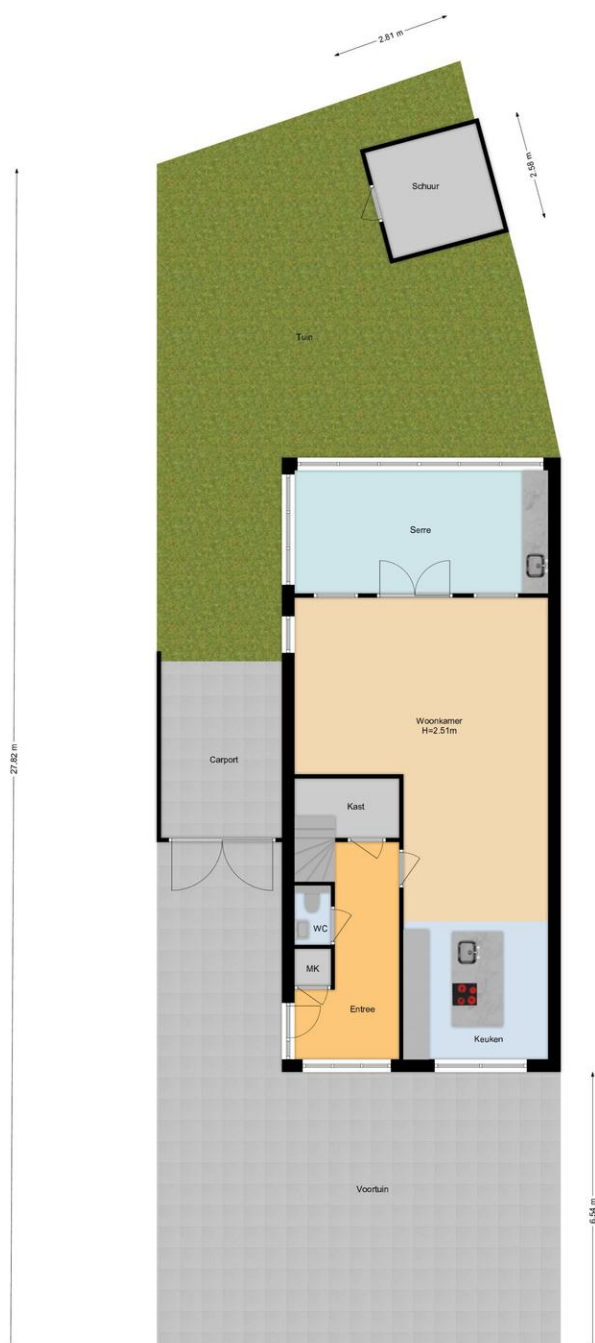 2.81 m
2.58 m
Schuur
27.82 m
Tuin
Serre
Woonkamer
H=2.51m
Carport
Kast
WC
MK
Entree
Keuken
Voortuin
6.54 m